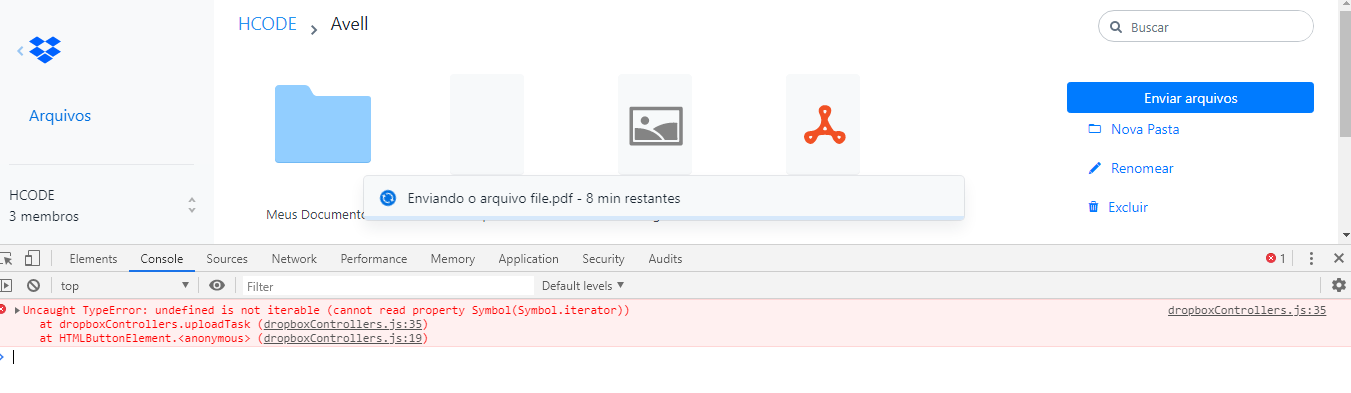 HCODE > Avell
Buscar
Arquivos
Enviar arquivos
Nova Pasta
Renomear
Excluir
HCODE
3 membros
Meus Documento
Enviando o arquivo file.pdf - 8 min restantes
Elements Console Sources Network Performance Memory Application Security Audits 1
top Filter Default levels ▼
Uncaught TypeError: undefined is not iterable (cannot read property Symbol(Symbol.iterator)) dropboxControllers.js:35
at dropboxControllers.uploadTask (dropboxControllers.js:35)
at HTMLButtonElement.<anonymous> (dropboxControllers.js:19)